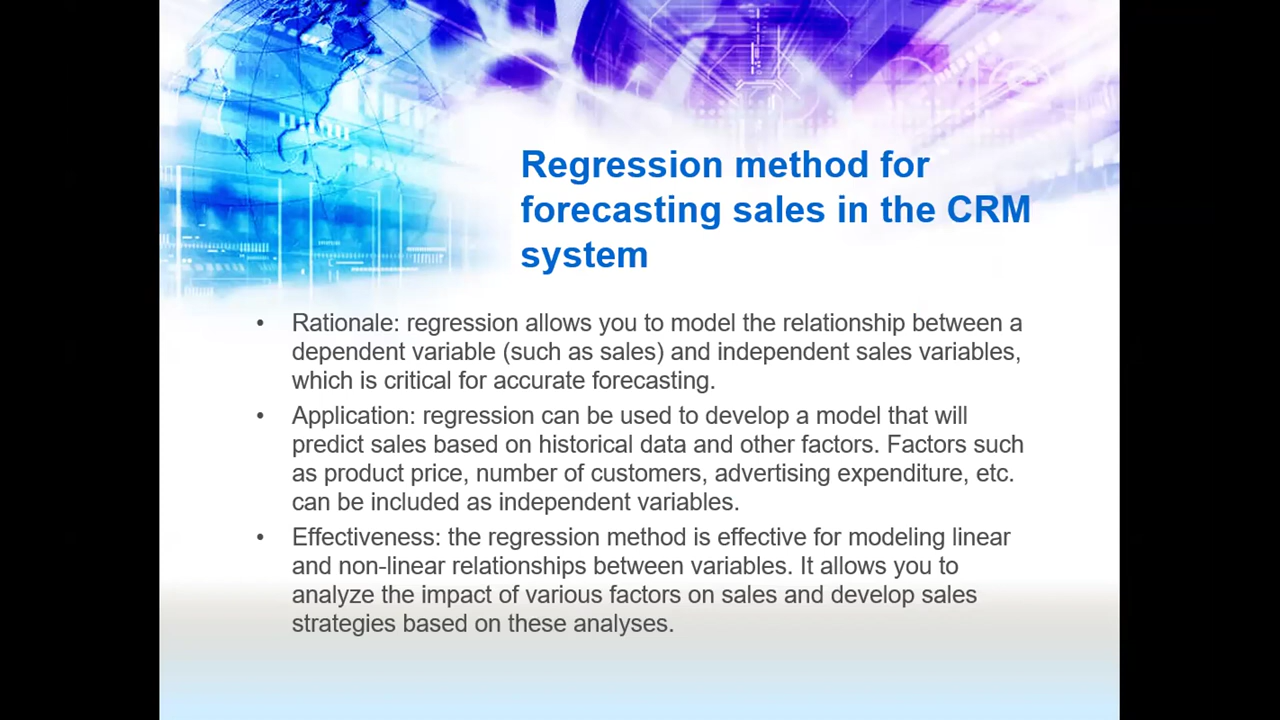 Regression method for
forecasting sales in the CRM
system
• Rationale: regression allows you to model the relationship between a
dependent variable (such as sales) and independent sales variables,
which is critical for accurate forecasting.
• Application: regression can be used to develop a model that will
predict sales based on historical data and other factors. Factors such
as product price, number of customers, advertising expenditure, etc.
can be included as independent variables.
• Effectiveness: the regression method is effective for modeling linear
and non-linear relationships between variables. It allows you to
analyze the impact of various factors on sales and develop sales
strategies based on these analyses.